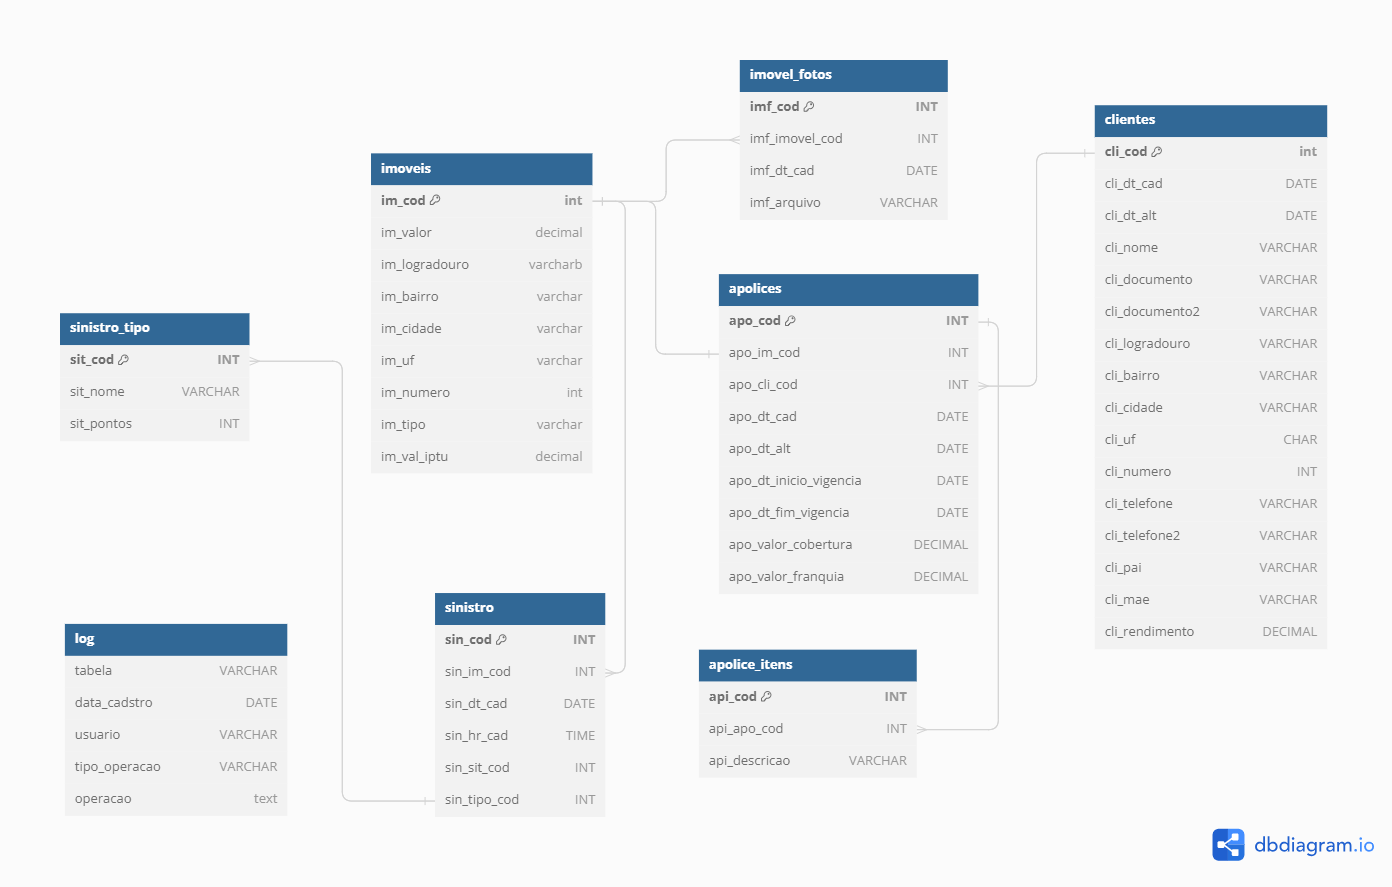 imovel_fotos
imf_cod INT
imf_imovel_cod INT
imf_dt_cad DATE
imf_arquivo VARCHAR
clientes
cli_cod int
cli_dt_cad DATE
cli_dt_alt DATE
cli_nome VARCHAR
cli_documento VARCHAR
cli_documento2 VARCHAR
cli_logradouro VARCHAR
cli_bairro VARCHAR
cli_cidade VARCHAR
cli_uf CHAR
cli_numero INT
cli_telefone VARCHAR
cli_telefone2 VARCHAR
cli_pai VARCHAR
cli_mae VARCHAR
cli_rendimento DECIMAL
imoveis
im_cod int
im_valor decimal
im_logradouro varcharb
im_bairro varchar
im_cidade varchar
im_uf varchar
im_numero int
im_tipo varchar
im_val_iptu decimal
apolices
apo_cod INT
apo_im_cod INT
apo_cli_cod INT
apo_dt_cad DATE
apo_dt_alt DATE
apo_dt_inicio_vigencia DATE
apo_dt_fim_vigencia DATE
apo_valor_cobertura DECIMAL
apo_valor_franquia DECIMAL
sinistro_tipo
sit_cod INT
sit_nome VARCHAR
sit_pontos INT
sinistro
sin_cod INT
sin_im_cod INT
sin_dt_cad DATE
sin_hr_cad TIME
sin_sit_cod INT
sin_tipo_cod INT
log
tabela VARCHAR
data_cadstro DATE
usuario VARCHAR
tipo_operacao VARCHAR
operacao text
apolice_itens
api_cod INT
api_apo_cod INT
api_descricao VARCHAR
dbdiagram.io